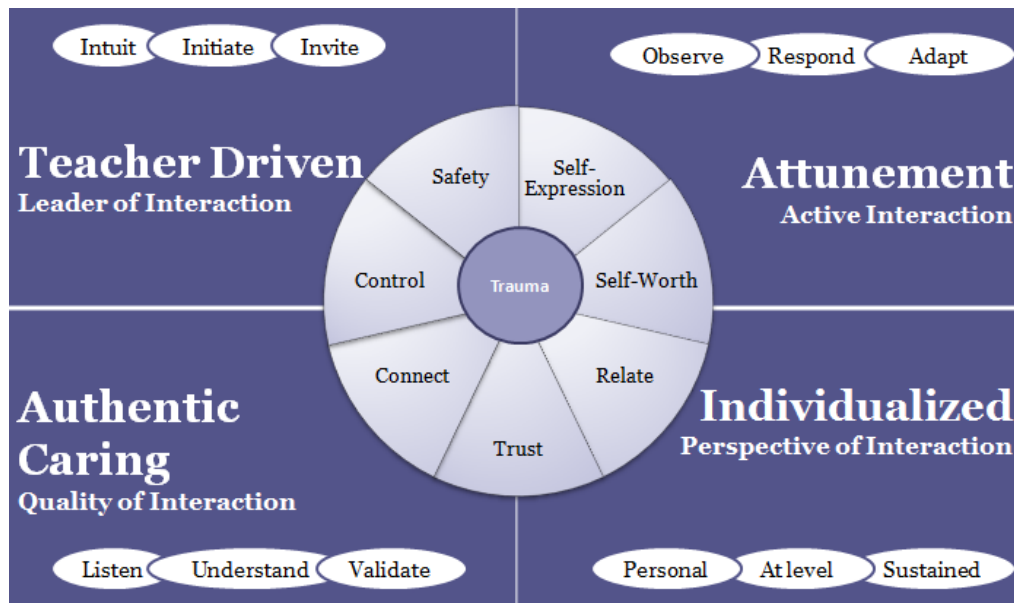 Intuit Initiate Invite
Observe Respond Adapt
Teacher Driven
Leader of Interaction
Attunement
Active Interaction
Safety
Self-
Expression
Control
Trauma
Self-Worth
Connect
Relate
Trust
Authentic
Caring
Quality of Interaction
Individualized
Perspective of Interaction
Listen Understand Validate
Personal At level Sustained